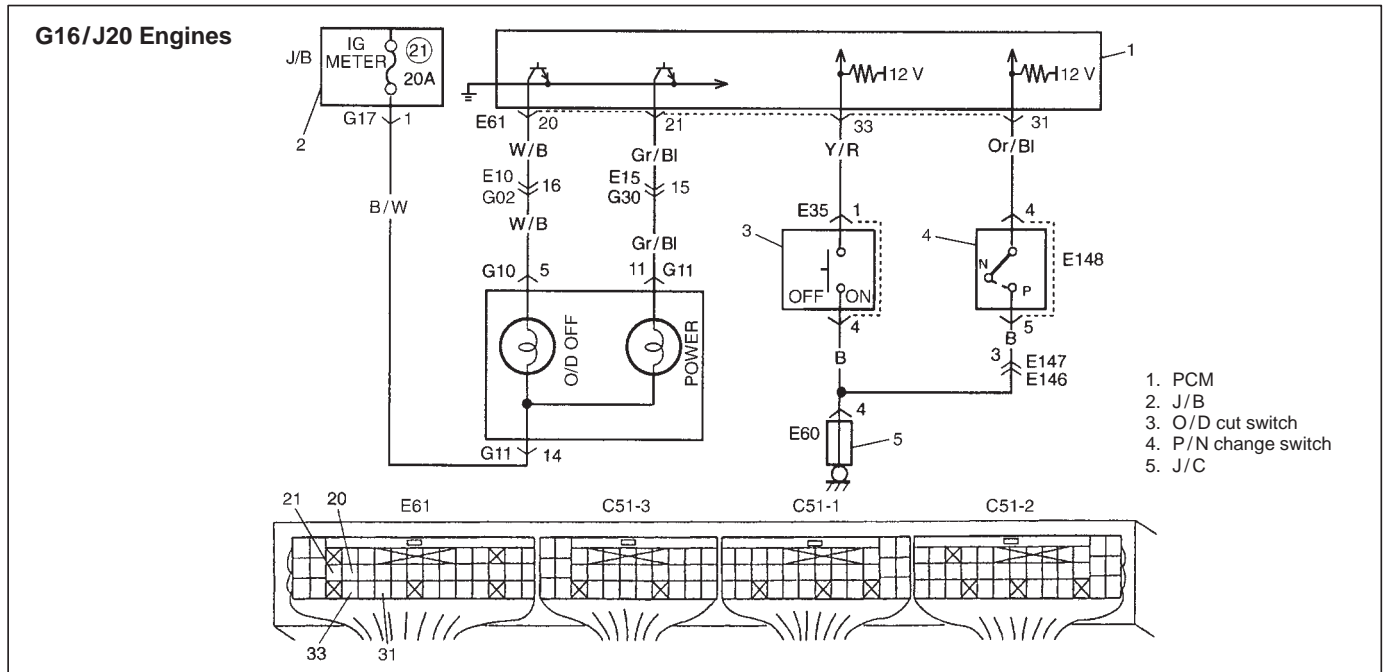 G16/J20 Engines
J/B
IG
METER
21
20A
G17
1
2
B/W
1
12 V
12 V
E61
20
21
33
31
W/B
Gr/Bl
Y/R
Or/Bl
E10
16
G02
E15
15
G30
W/B
Gr/Bl
E35
1
4
3
4
E148
OFF
ON
N
P
G10
5
11
G11
4
5
O/D OFF
POWER
B
B
3
E147
E146
4
E60
5
G11
14
1. PCM
2. J/B
3. O/D cut switch
4. P/N change switch
5. J/C
21
20
E61
C51-3
C51-1
C51-2
33
31